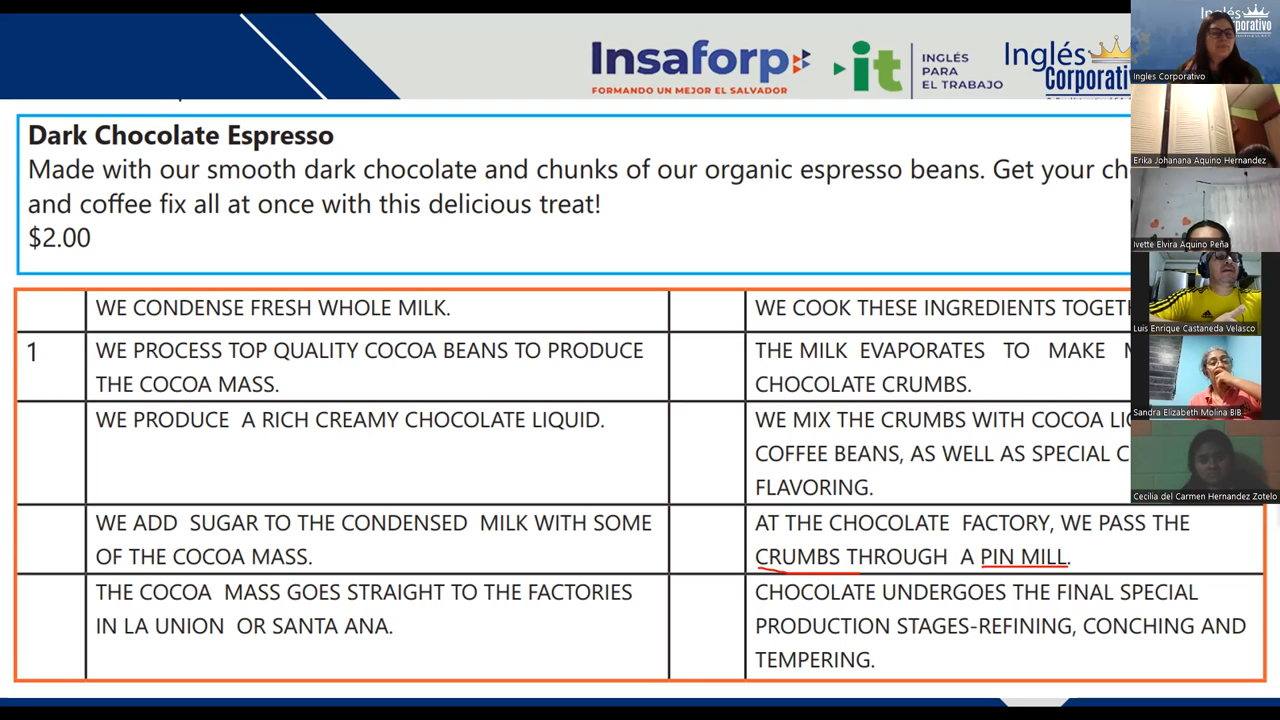 Insaforp
FORMANDO UN MEJOR EL SALVADOR
it
INGLÉS
PARA
EL TRABAJO
Inglés
Corporativ
Dark Chocolate Espresso
Made with our smooth dark chocolate and chunks of our organic espresso beans. Get your ch
and coffee fix all at once with this delicious treat!
$2.00
WE CONDENSE FRESH WHOLE MILK.
1
WE PROCESS TOP QUALITY COCOA BEANS TO PRODUCE
THE COCOA MASS.
WE PRODUCE A RICH CREAMY CHOCOLATE LIQUID.
WE ADD SUGAR TO THE CONDENSED MILK WITH SOME
OF THE COCOA MASS.
THE COCOA MASS GOES STRAIGHT TO THE FACTORIES
IN LA UNION OR SANTA ANA.
WE COOK THESE INGREDIENTS TOGET
THE MILK EVAPORATES TO MAKE
CHOCOLATE CRUMBS.
WE MIX THE CRUMBS WITH COCOA LI
COFFEE BEANS, AS WELL AS SPECIAL C
FLAVORING.
AT THE CHOCOLATE FACTORY, WE PASS THE
CRUMBS THROUGH A PIN MILL.
CHOCOLATE UNDERGOES THE FINAL SPECIAL
PRODUCTION STAGES-REFINING, CONCHING AND
TEMPERING.
Ingles Corporativo
Erika Johanana Aquino Hernandez
Ivette Elvira Aquino Peña
Luis Enrique Castaneda Velasco
Sandra Elizabeth Molina BIB
Cecilia del Carmen Hernandez Zotelo